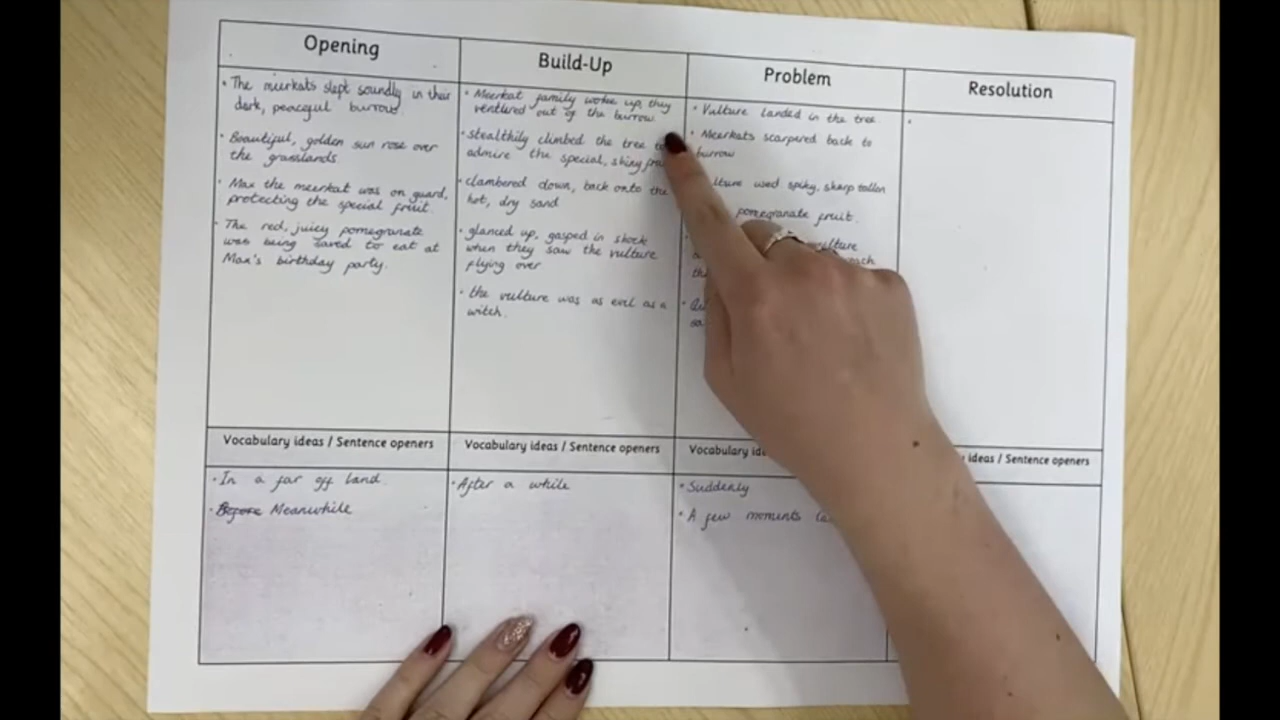 Opening
• The meerkats slept soundly in their
dark, peaceful burrow.
• Beautiful, golden sun rose over
the grasslands
• Max the meerkat was on guard,
protecting the special fruit.
• The red, juicy pomegranate
was being saved to eat at
Max's birthday party.
Build-Up
• Meerkat family woke up, they
ventured out of the burrow.
• stealthily climbed the tree to
admire the special, shiny
• clambered down, back onto the
hot, dry sand
• glanced up, gasped in shock
when they saw the vulture
flying over
• the vulture was as evil as a
witch.
Problem
• Vulture landed in the tree
• Meerkats scarpered back to
burrow
used spiky, sharp tallon
pomegranate fruit.
Resolution
Vocabulary ideas / Sentence openers
• In a far off land.
• Meanwhile
Vocabulary ideas / Sentence openers
• After a while
Vocabulary
• Suddenly
• A few moments
ideas / Sentence openers